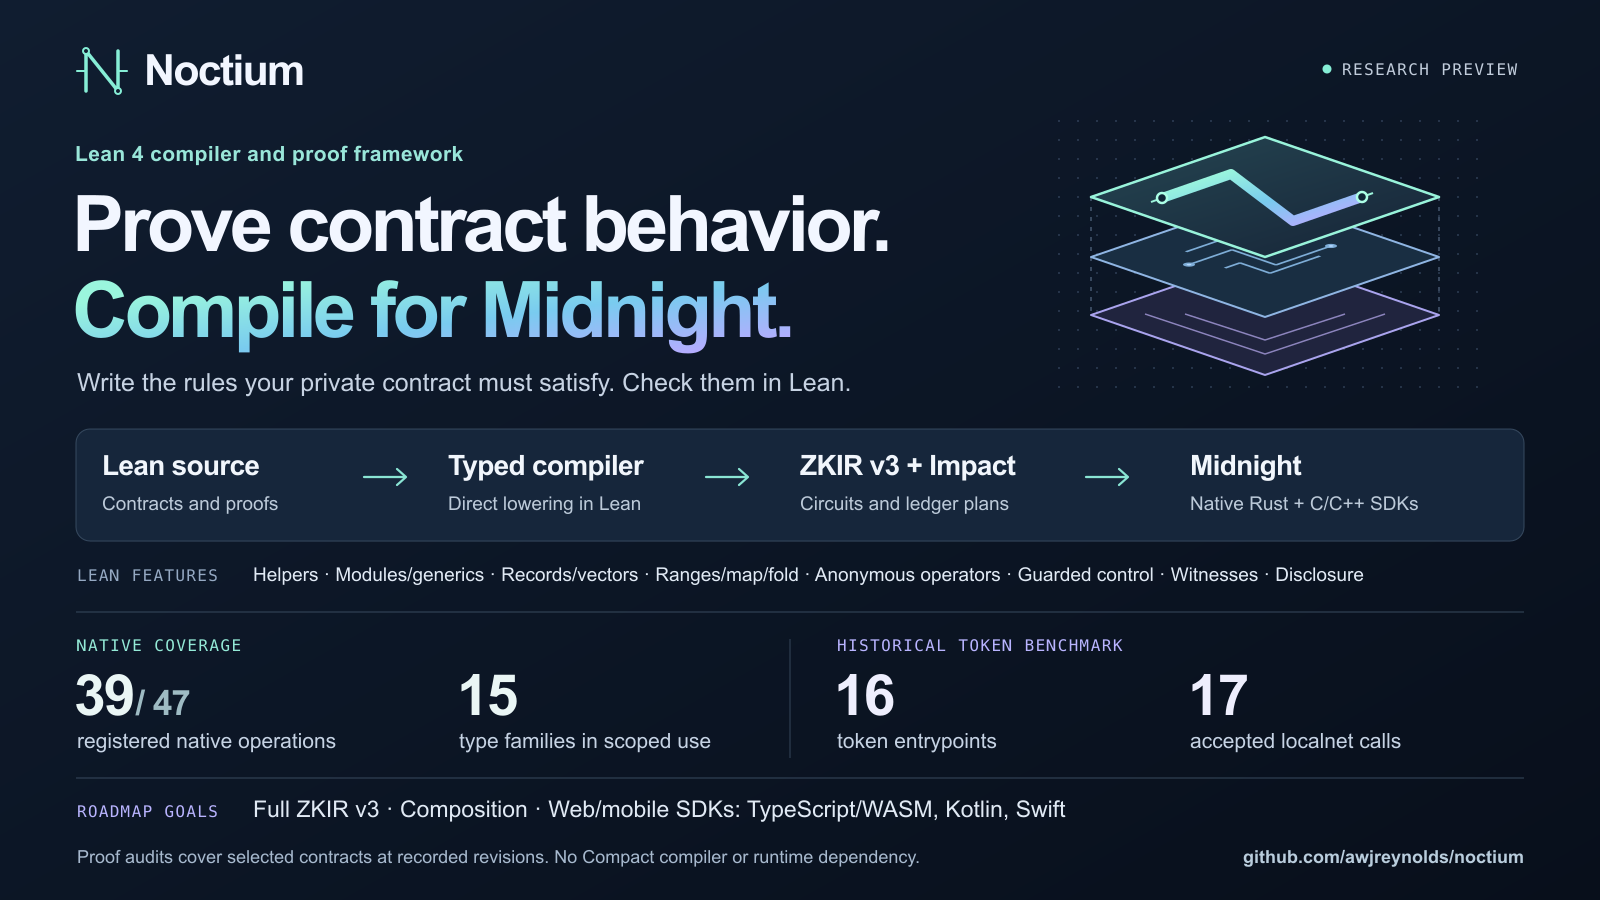 Noctium
RESEARCH PREVIEW
Lean 4 compiler and proof framework
Prove contract behavior.
Compile for Midnight.
Write the rules your private contract must satisfy. Check them in Lean.
Lean source
Contracts and proofs
Typed compiler
Direct lowering in Lean
ZKIR v3 + Impact
Circuits and ledger plans
Midnight
Native Rust + C/C++ SDKs
LEAN FEATURES Helpers · Modules/generics · Records/vectors · Ranges/map/fold · Anonymous operators · Guarded control · Witnesses · Disclosure
NATIVE COVERAGE
39/ 47
registered native operations
15
type families in scoped use
HISTORICAL TOKEN BENCHMARK
16
token entrypoints
17
accepted localnet calls
ROADMAP GOALS Full ZKIR v3 · Composition · Web/mobile SDKs: TypeScript/WASM, Kotlin, Swift
Proof audits cover selected contracts at recorded revisions. No Compact compiler or runtime dependency.
github.com/awjreynolds/noctium